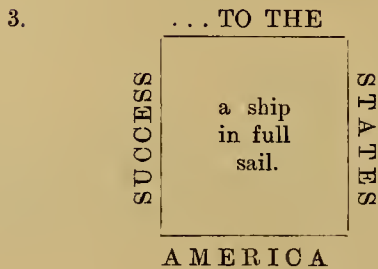 3.
... TO THE
SUCCESS
a ship
in full
sail.
STATES
AMERICA